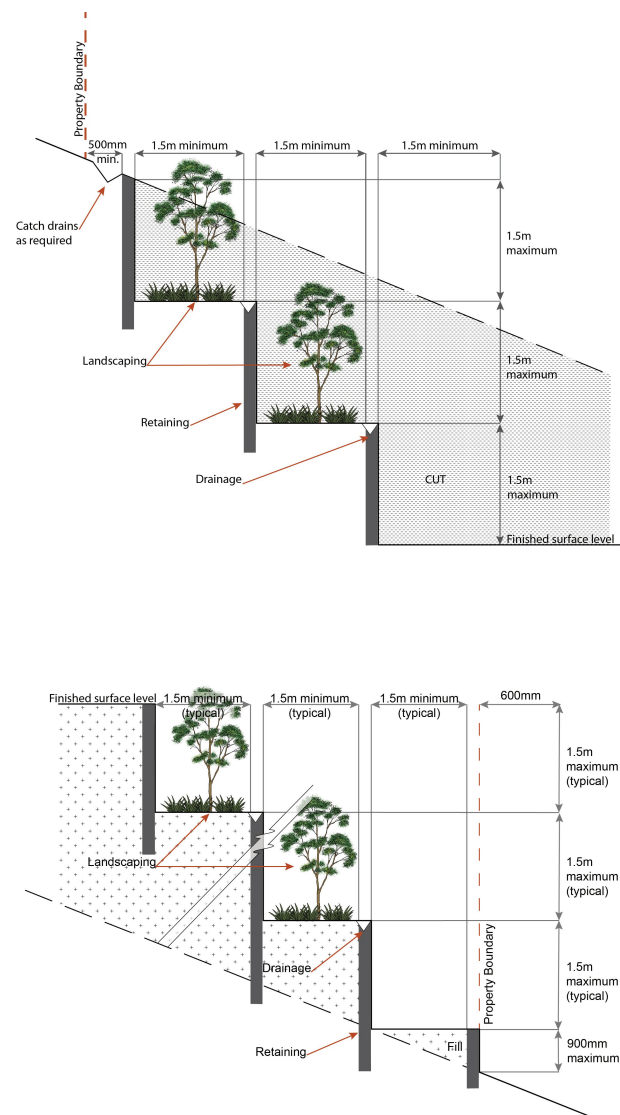 Property Boundary
500mm
min.
1.5m minimum
1.5m minimum
1.5m minimum
Catch drains
as required
1.5m
maximum
Landscaping
1.5m
maximum
Retaining
Drainage
CUT
1.5m
maximum
Finished surface level
Finished surface level
1.5m minimum
(typical)
1.5m minimum
(typical)
1.5m minimum
(typical)
600mm
1.5m
maximum
(typical)
Landscaping
1.5m
maximum
(typical)
Drainage
Property Boundary
1.5m
maximum
(typical)
Retaining
Fill
900mm
maximum